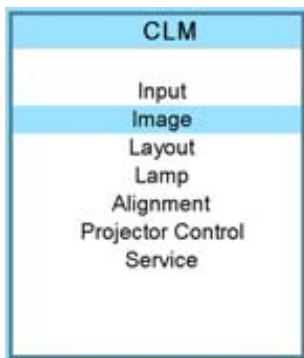 CLM
Input
Image
Layout
Lamp
Alignment
Projector Control
Service